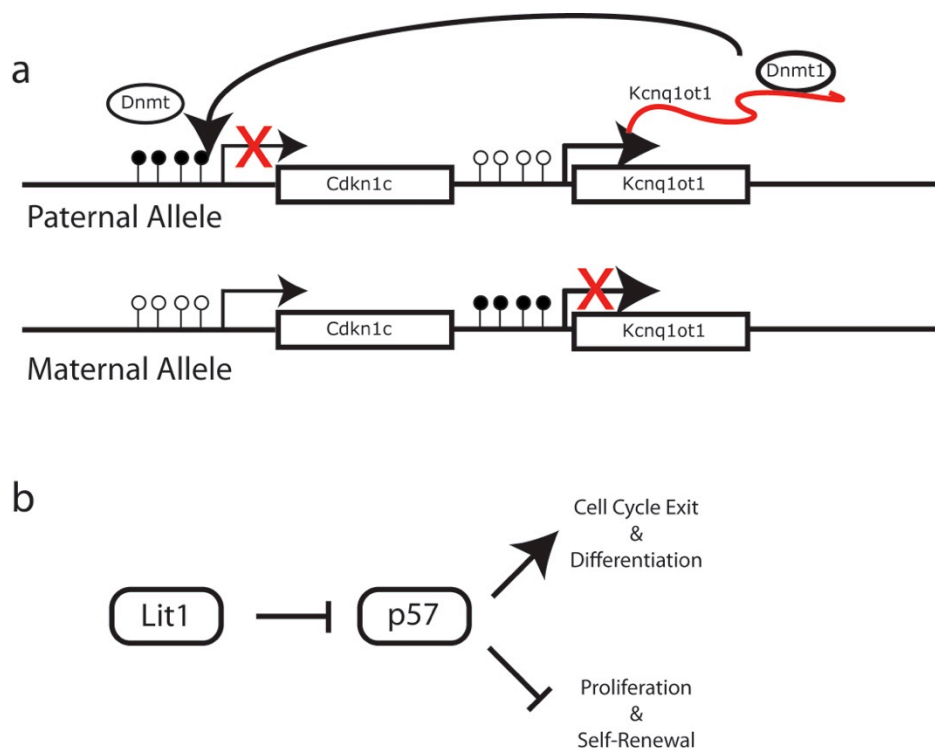 a
Dnmt
Kcnq1ot1
Dnmt1
X
Cdkn1c
Kcnq1ot1
Paternal Allele
X
Cdkn1c
Kcnq1ot1
Maternal Allele
b
Cell Cycle Exit
&
Differentiation
Lit1
p57
Proliferation
&
Self-Renewal